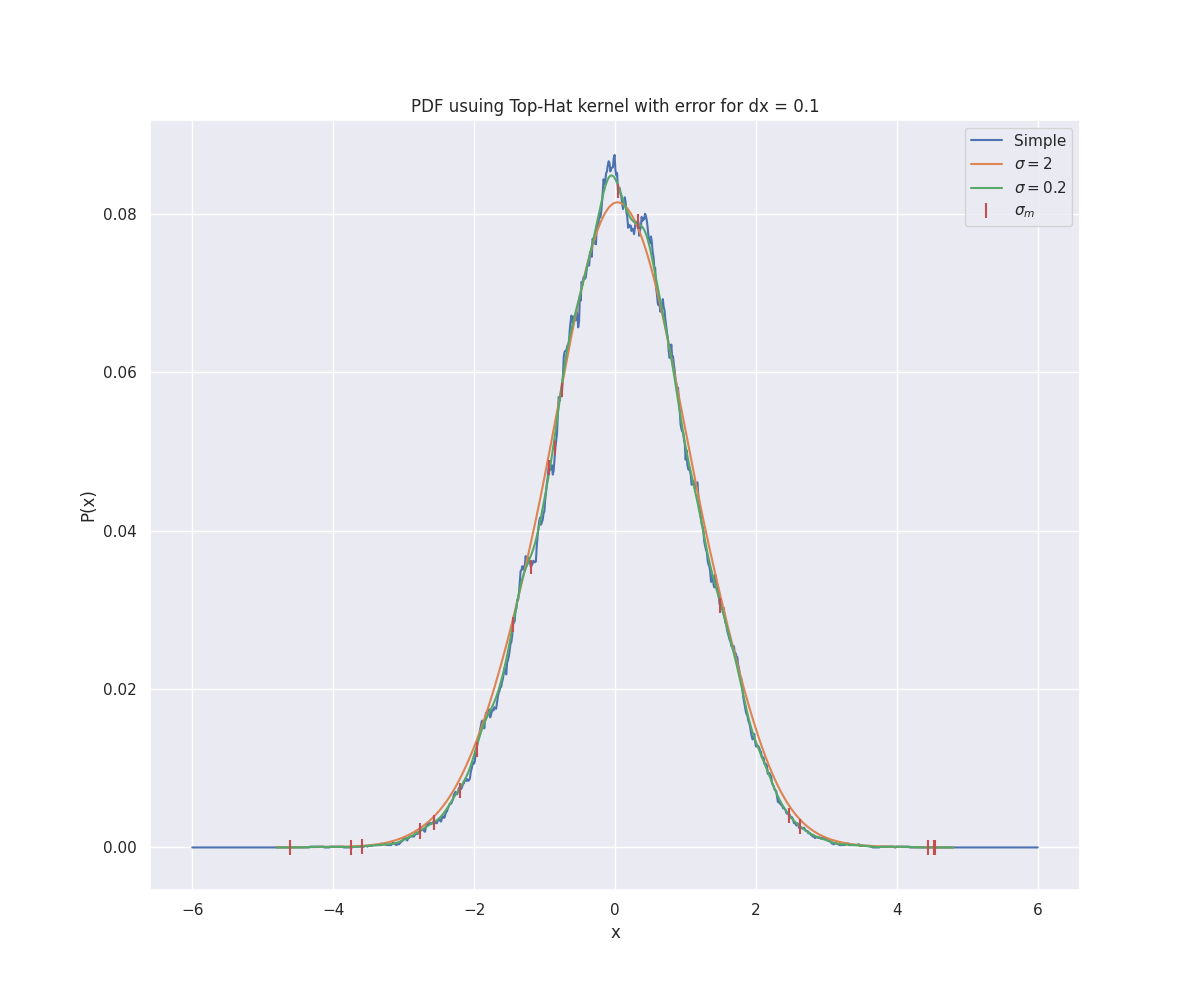 PDF usuing Top-Hat kernel with error for dx = 0.1
Simple
σ = 2
σ = 0.2
σₘ
P(x)
0.08
0.06
0.04
0.02
0.00
−6
−4
−2
0
2
4
6
x